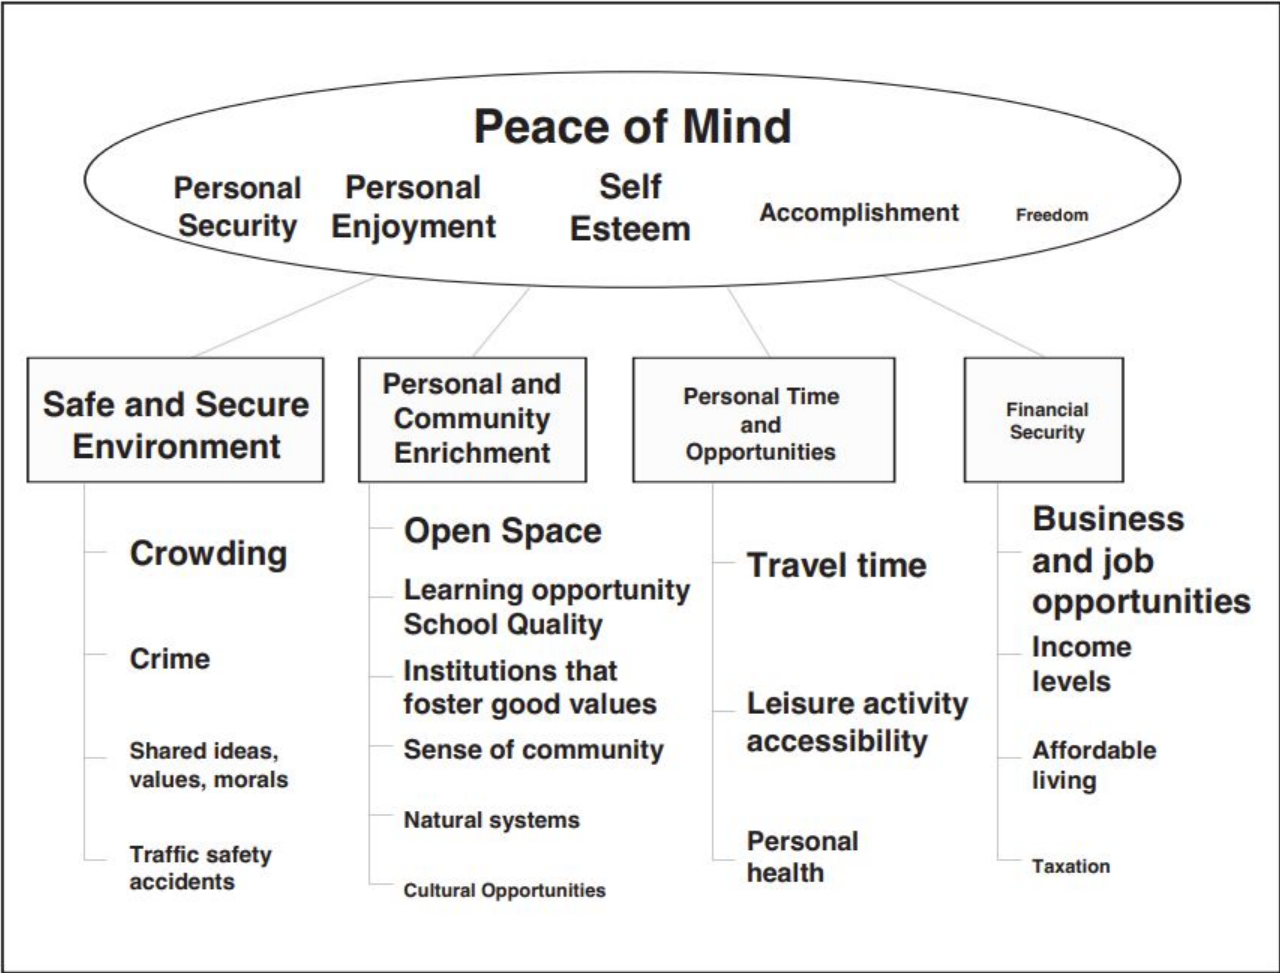 Peace of Mind
Personal
Security
Personal
Enjoyment
Self
Esteem
Accomplishment
Freedom
Safe and Secure
Environment
Personal and
Community
Enrichment
Personal Time
and
Opportunities
Financial
Security
Crowding
Crime
Shared ideas,
values, morals
Traffic safety
accidents
Open Space
Learning opportunity
School Quality
Institutions that
foster good values
Sense of community
Natural systems
Cultural Opportunities
Travel time
Leisure activity
accessibility
Personal
health
Business
and job
opportunities
Income
levels
Affordable
living
Taxation